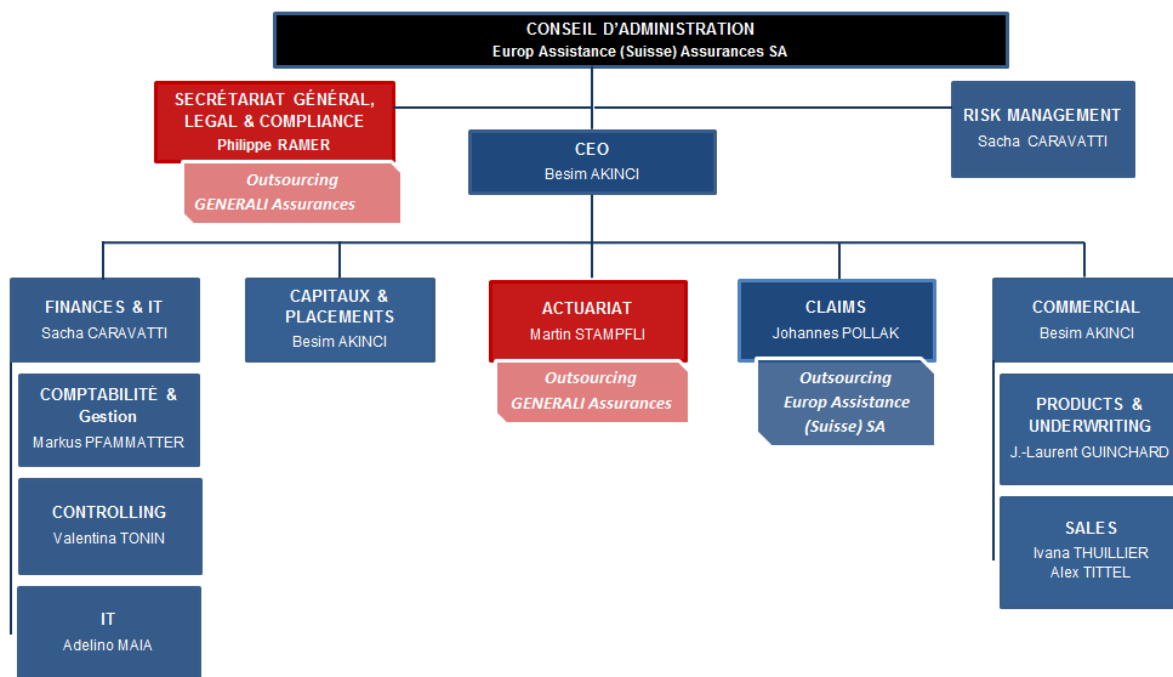 CONSEIL D'ADMINISTRATION
Europ Assistance (Suisse) Assurances SA
SECRÉTARIAT GÉNÉRAL,
LEGAL & COMPLIANCE
Philippe RAMER
Outsourcing
GENERALI Assurances
CEO
Besim AKINCI
RISK MANAGEMENT
Sacha CARAVATTI
FINANCES & IT
Sacha CARAVATTI
CAPITAUX &
PLACEMENTS
Besim AKINCI
ACTUARIAT
Martin STAMPFLI
Outsourcing
GENERALI Assurances
CLAIMS
Johannes POLLAK
Outsourcing
Europ Assistance
(Suisse) SA
COMMERCIAL
Besim AKINCI
COMPTABILITÉ &
Gestion
Markus PFAMMATTER
CONTROLLING
Valentina TONIN
IT
Adelino MAIA
PRODUCTS &
UNDERWRITING
J.-Laurent GUINCHARD
SALES
Ivana THUILLIER
Alex TITTEL